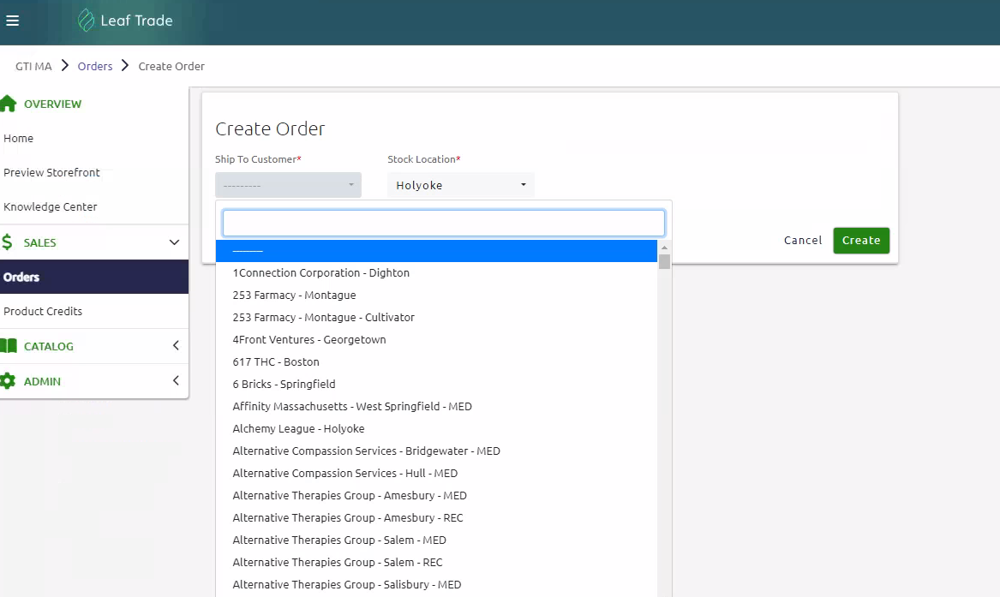 Leaf Trade
GTI MA > Orders > Create Order
OVERVIEW
Home
Preview Storefront
Knowledge Center
SALES
Orders
Product Credits
CATALOG
ADMIN
Create Order
Ship To Customer* Stock Location*
--------- Holyoke
Cancel Create
---------
1Connection Corporation - Dighton
253 Farmacy - Montague
253 Farmacy - Montague - Cultivator
4Front Ventures - Georgetown
617 THC - Boston
6 Bricks - Springfield
Affinity Massachusetts - West Springfield - MED
Alchemy League - Holyoke
Alternative Compassion Services - Bridgewater - MED
Alternative Compassion Services - Hull - MED
Alternative Therapies Group - Amesbury - MED
Alternative Therapies Group - Amesbury - REC
Alternative Therapies Group - Salem - MED
Alternative Therapies Group - Salem - REC
Alternative Therapies Group - Salisbury - MED